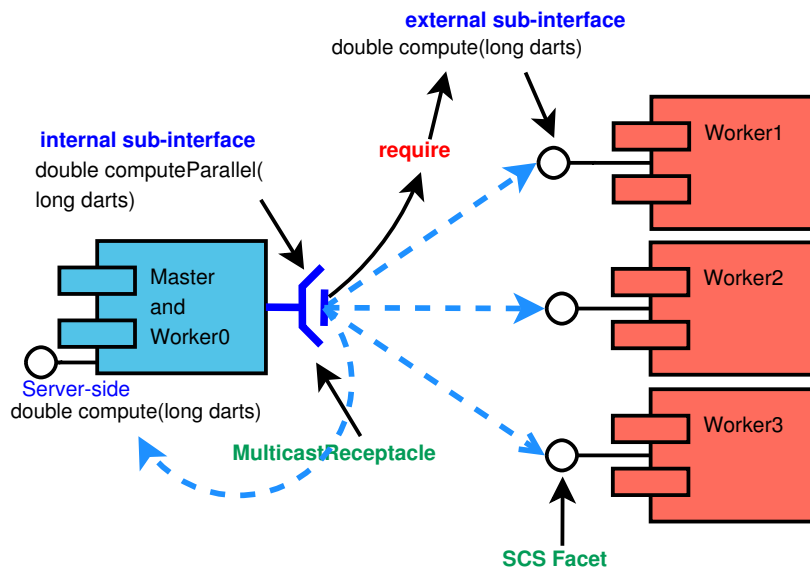 external sub-interface
double compute(long darts)
internal sub-interface
double computeParallel(
long darts)
require
Worker1
Master
and
Worker0
Worker2
Server-side
double compute(long darts)
MulticastReceptacle
Worker3
SCS Facet